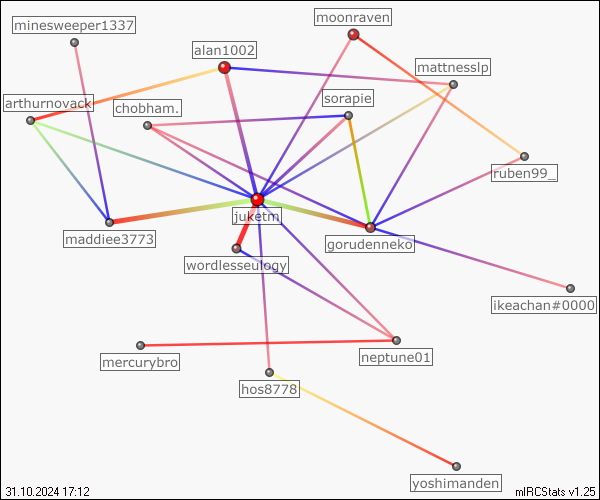 minesweeper1337
moonraven
alan1002
mattnesslp
arthurnovack
chobham.
sorapie
ruben99_
juketm
maddiee3773
gorudenneko
wordlesseulogy
ikeachan#0000
mercurybro
neptune01
hos8778
yoshimanden
31.10.2024 17:12
mIRCStats v1.25